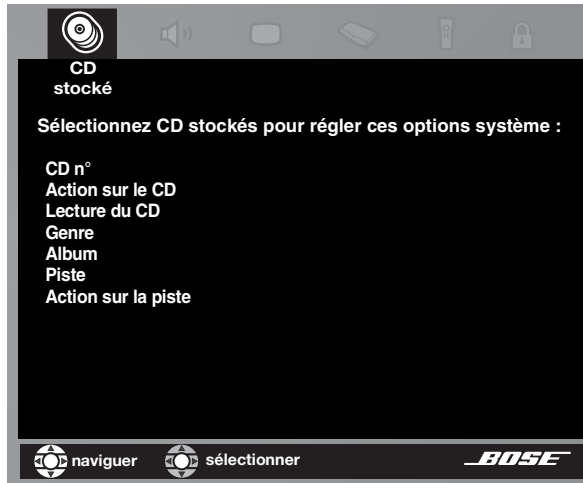 CD
stocké
Sélectionnez CD stockés pour régler ces options système :
CD n°
Action sur le CD
Lecture du CD
Genre
Album
Piste
Action sur la piste
naviguer sélectionner BOSE